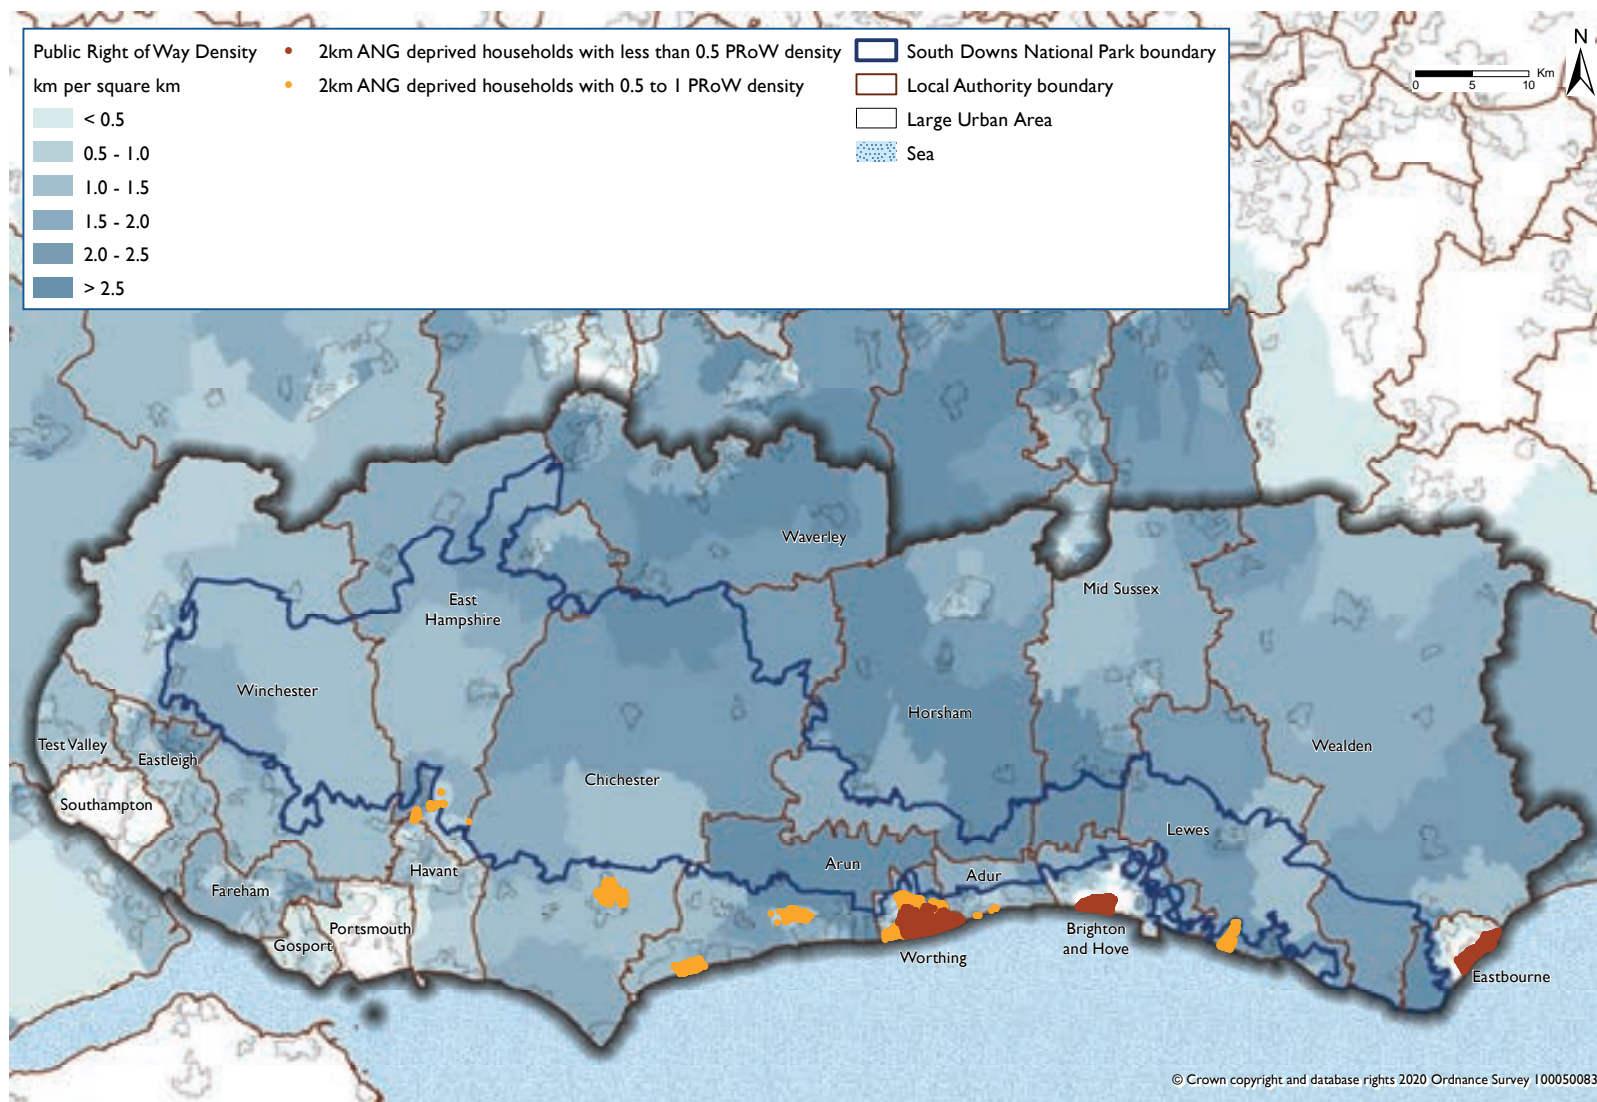 Public Right of Way Density
km per square km
< 0.5
0.5 - 1.0
1.0 - 1.5
1.5 - 2.0
2.0 - 2.5
> 2.5
2km ANG deprived households with less than 0.5 PRoW density
2km ANG deprived households with 0.5 to 1 PRoW density
South Downs National Park boundary
Local Authority boundary
Large Urban Area
Sea
N
Km
0 5 10
Waverley
Mid Sussex
East
Hampshire
Winchester
Horsham
Test Valley
Eastleigh
Wealden
Chichester
Southampton
Lewes
Arun
Havant
Adur
Fareham
Portsmouth
Gosport
Brighton
and Hove
Worthing
Eastbourne
© Crown copyright and database rights 2020 Ordnance Survey 100050083